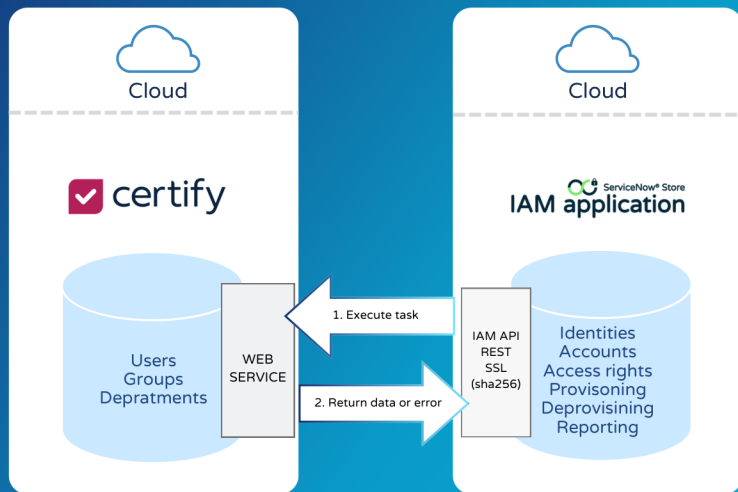 Cloud
certify
Users
Groups
Depratments
WEB
SERVICE
1. Execute task
2. Return data or error
Cloud
ServiceNow® Store
IAM application
IAM API
REST
SSL
(sha256)
Identities
Accounts
Access rights
Provisoning
Deprovisining
Reporting